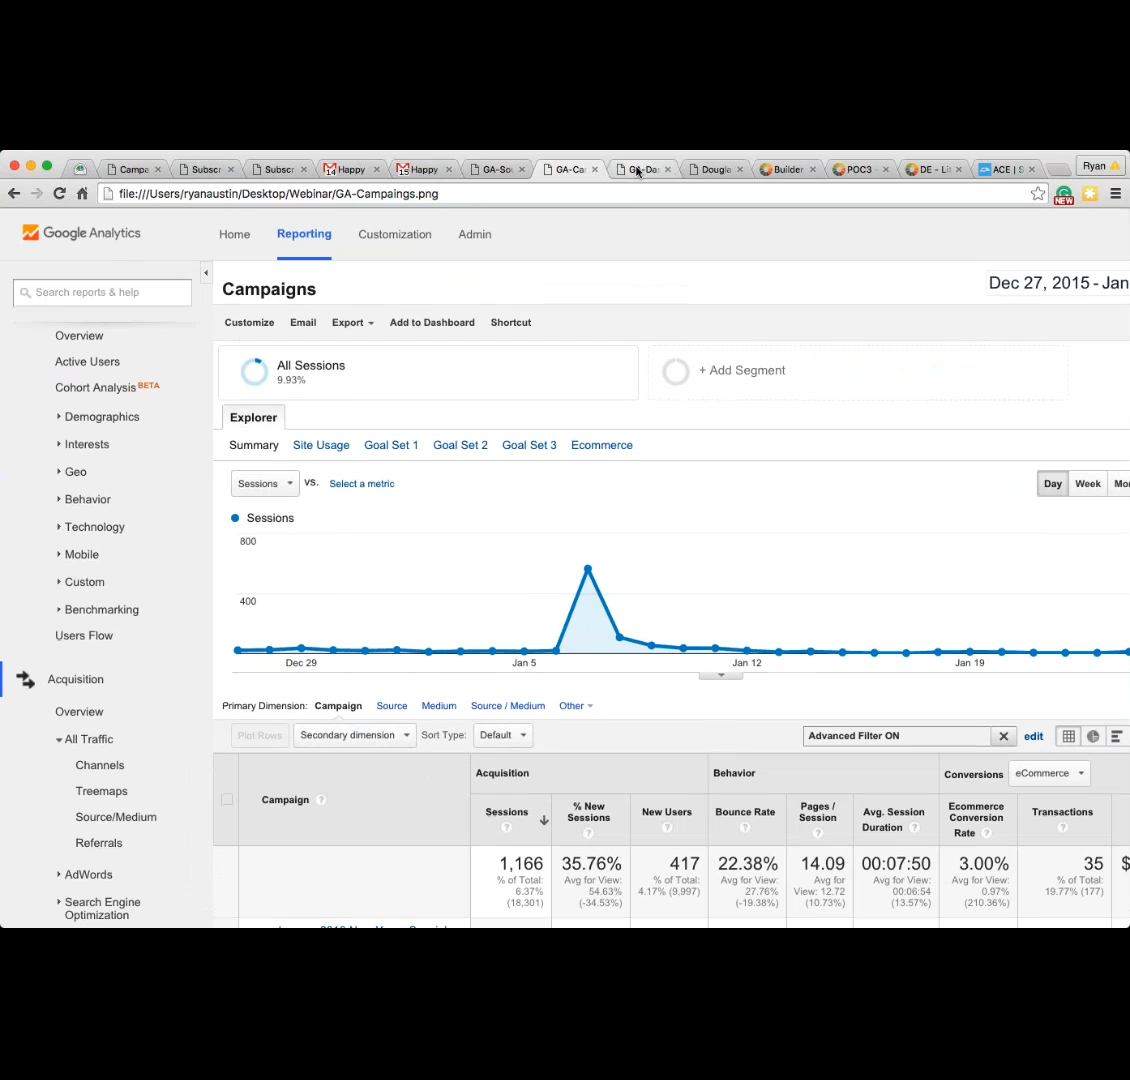 Campa
Subscr
Subscr
14 Happy
15 Happy
GA-So
GA-Ca
GA-Da
Dougla
Builder
POC3 -
DE - Lit
ACE | S
Ryan
file:///Users/ryanaustin/Desktop/Webinar/GA-Campaings.png
NEW
Google Analytics
Home
Reporting
Customization
Admin
Search reports & help
Campaigns
Dec 27, 2015 - Jan
Customize
Email
Export
Add to Dashboard
Shortcut
Overview
Active Users
Cohort Analysis BETA
Demographics
Interests
Geo
Behavior
Technology
Mobile
Custom
Benchmarking
Users Flow
Acquisition
Overview
All Traffic
Channels
Treemaps
Source/Medium
Referrals
AdWords
Search Engine
Optimization
All Sessions
9.93%
+ Add Segment
Explorer
Summary
Site Usage
Goal Set 1
Goal Set 2
Goal Set 3
Ecommerce
Sessions
VS.
Select a metric
Day
Week
Mo
Sessions
800
400
Dec 29
Jan 5
Jan 12
Jan 19
Primary Dimension: Campaign Source Medium Source / Medium Other
Plot Rows
Secondary dimension
Sort Type:
Default
Advanced Filter ON
edit
Campaign ?
Acquisition
Behavior
Conversions
eCommerce
Sessions ?
% New
Sessions
?
New Users
?
Bounce Rate
?
Pages /
Session
?
Avg. Session
Duration ?
Ecommerce
Conversion
Rate ?
Transactions
?
1,166
% of Total:
6.37%
(18,301)
35.76%
Avg for View:
54.63%
(-34.53%)
417
% of Total:
4.17% (9,997)
22.38%
Avg for View:
27.76%
(-19.38%)
14.09
Avg for
View: 12.72
(10.73%)
00:07:50
Avg for View:
00:06:54
(13.57%)
3.00%
Avg for View:
0.97%
(210.36%)
35
% of Total:
19.77% (177)
$